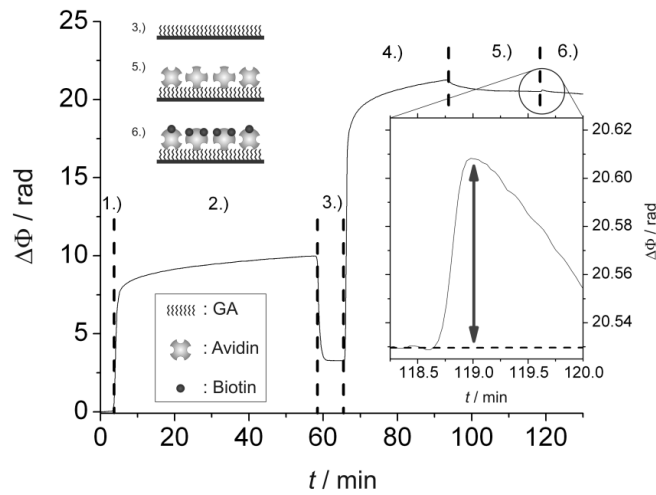 3.)
5.)
6.)
4.)
5.)
6.)
1.)
2.)
3.)
25
20
15
10
5
0
ΔΦ / rad
: GA
: Avidin
: Biotin
20.62
20.60
20.58
20.56
20.54
ΔΦ / rad
118.5 119.0 119.5 120.0
t / min
0 20 40 60 80 100 120
t / min